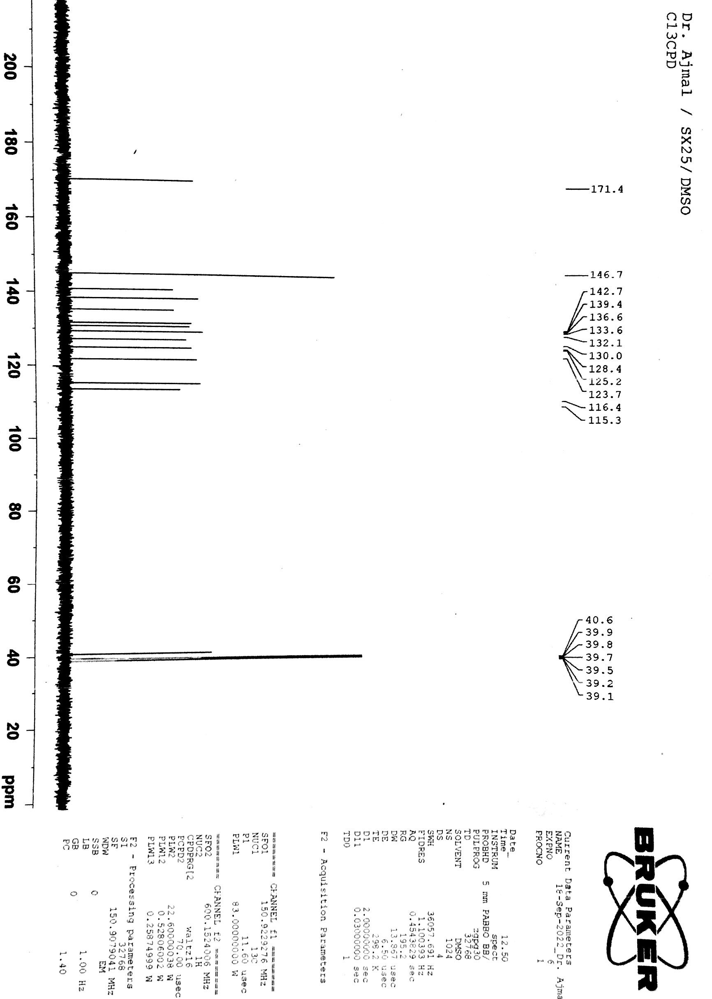 Dr. Ajmal / SX25/DMSO
C13CPD
171.4
146.7
142.7
139.4
136.6
133.6
132.1
130.0
128.4
125.2
123.7
116.4
115.3
40.6
39.9
39.8
39.7
39.5
39.2
39.1
200 180 160 140 120 100 80 60 40 20 ppm
BRUKER
Current Data Parameters
NAME 18-Sep-2022_Dr. Ajma
EXPNO 6
PROCNO 1
Date_
Time 12.50
INSTRUM spect
PROBHD 5 mm PABBO BB/
PULPROG zgpg30
TD 32768
SOLVENT DMSO
NS 1024
DS 4
SWH 36057.691 Hz
FIDRES 1.100393 Hz
AQ 0.4543829 sec
RG 195.2
DW 13.867 usec
DE 6.50 usec
TE 298.2 K
D1 2.00000000 sec
D11 0.03000000 sec
TD0 1
F2 - Acquisition Parameters
======= CHANNEL f1 ========
SFO1 150.9229276 MHz
NUC1 13C
P1 11.60 usec
PLW1 83.00000000 W
======= CHANNEL f2 ========
SFO2 600.1524006 MHz
NUC2 1H
CPDPRG[2 waltz16
PCPD2 70.00 usec
PLW2 22.60000038 W
PLW12 0.52806002 W
PLW13 0.25874999 W
F2 - Processing parameters
SI 32768
SF 150.9079041 MHz
WDW EM
SSB 0
LB 1.00 Hz
GB 0
PC 1.40